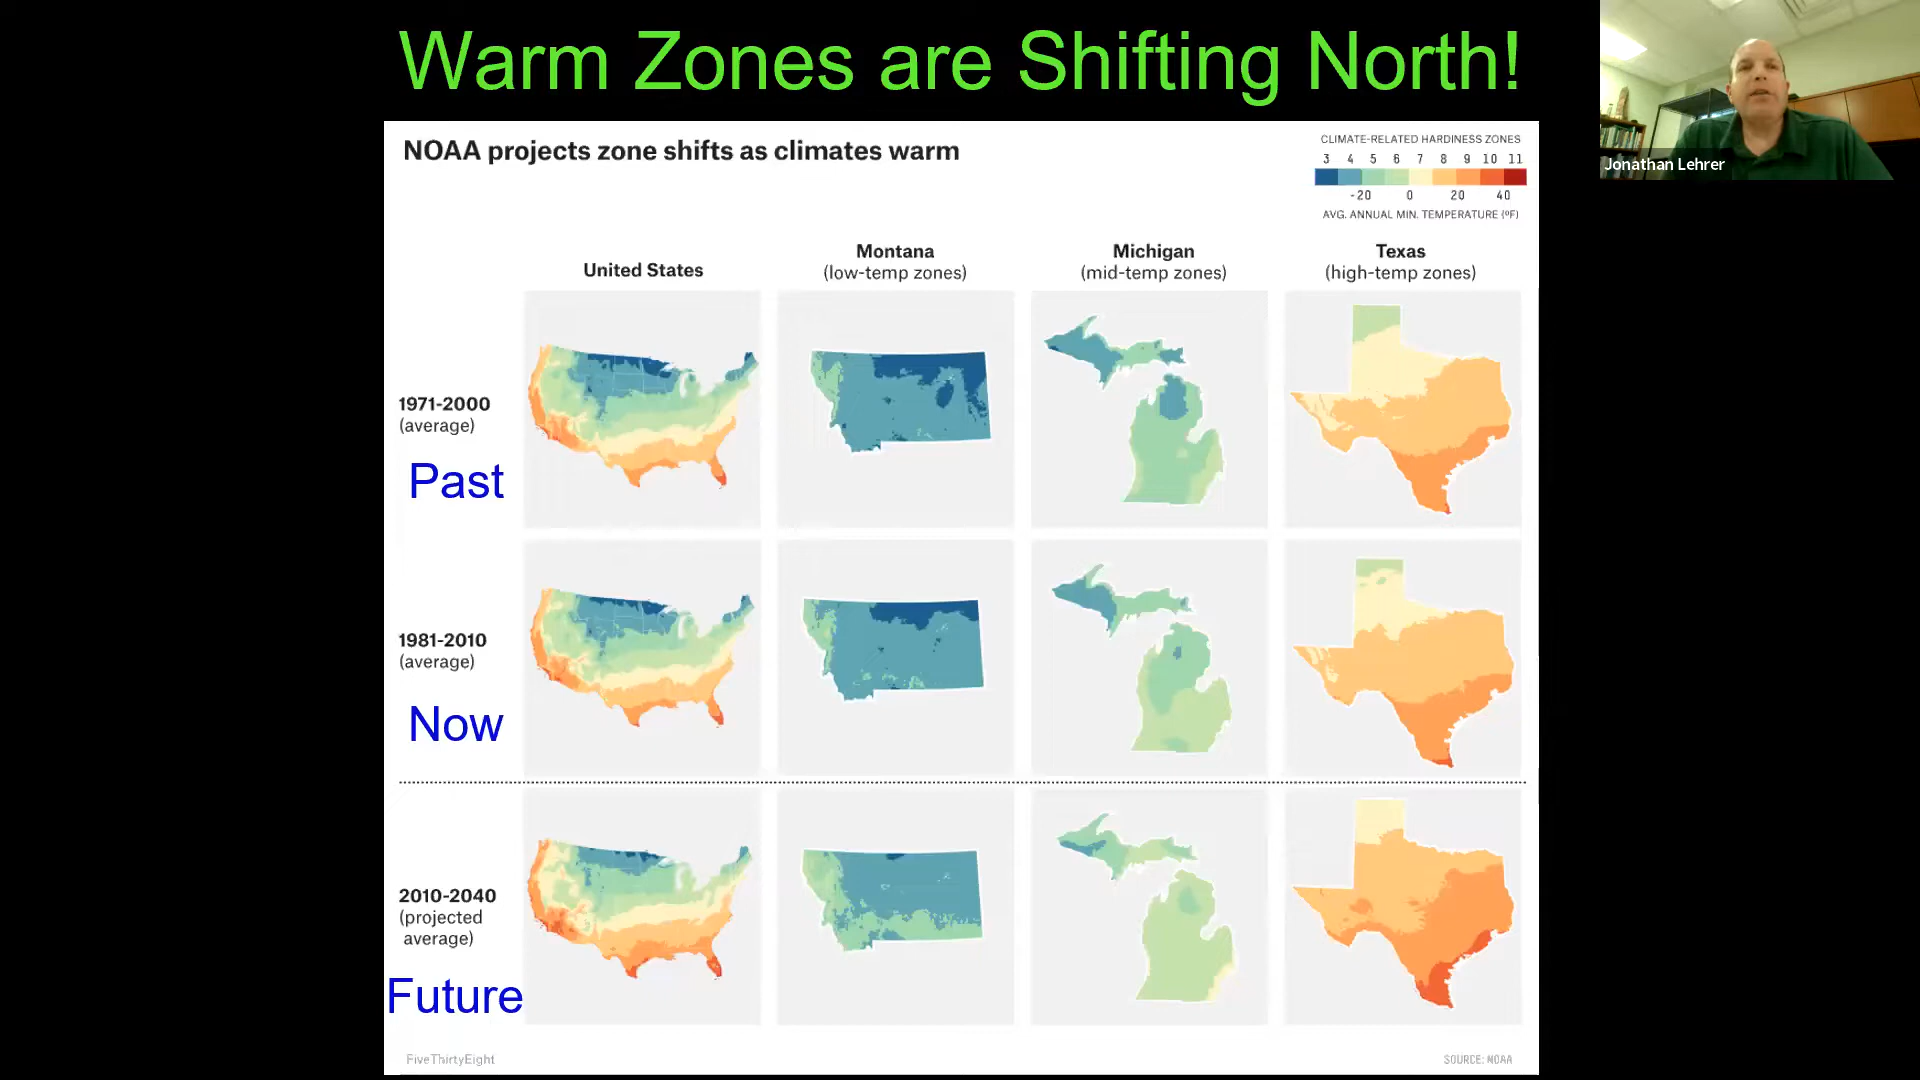 Warm Zones are Shifting North!
Jonathan Lehrer
NOAA projects zone shifts as climates warm
CLIMATE-RELATED HARDINESS ZONES
3 4 5 6 7 8 9 10 11
-20 0 20 40
AVG. ANNUAL MIN. TEMPERATURE (ºF)
United States
Montana
(low-temp zones)
Michigan
(mid-temp zones)
Texas
(high-temp zones)
1971-2000
(average)
Past
1981-2010
(average)
Now
2010-2040
(projected
average)
Future
FiveThirtyEight
SOURCE: NOAA